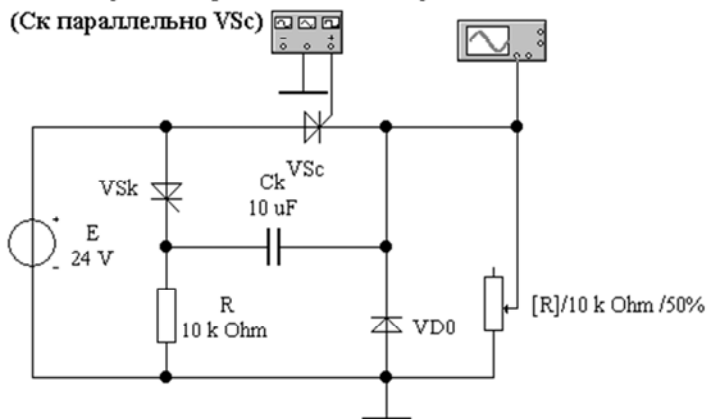 (Ск параллельно VSc)
VSc
VSk
Ck
10 uF
E
24 V
R
10 k Ohm
VD0
[R]/10 k Ohm /50%